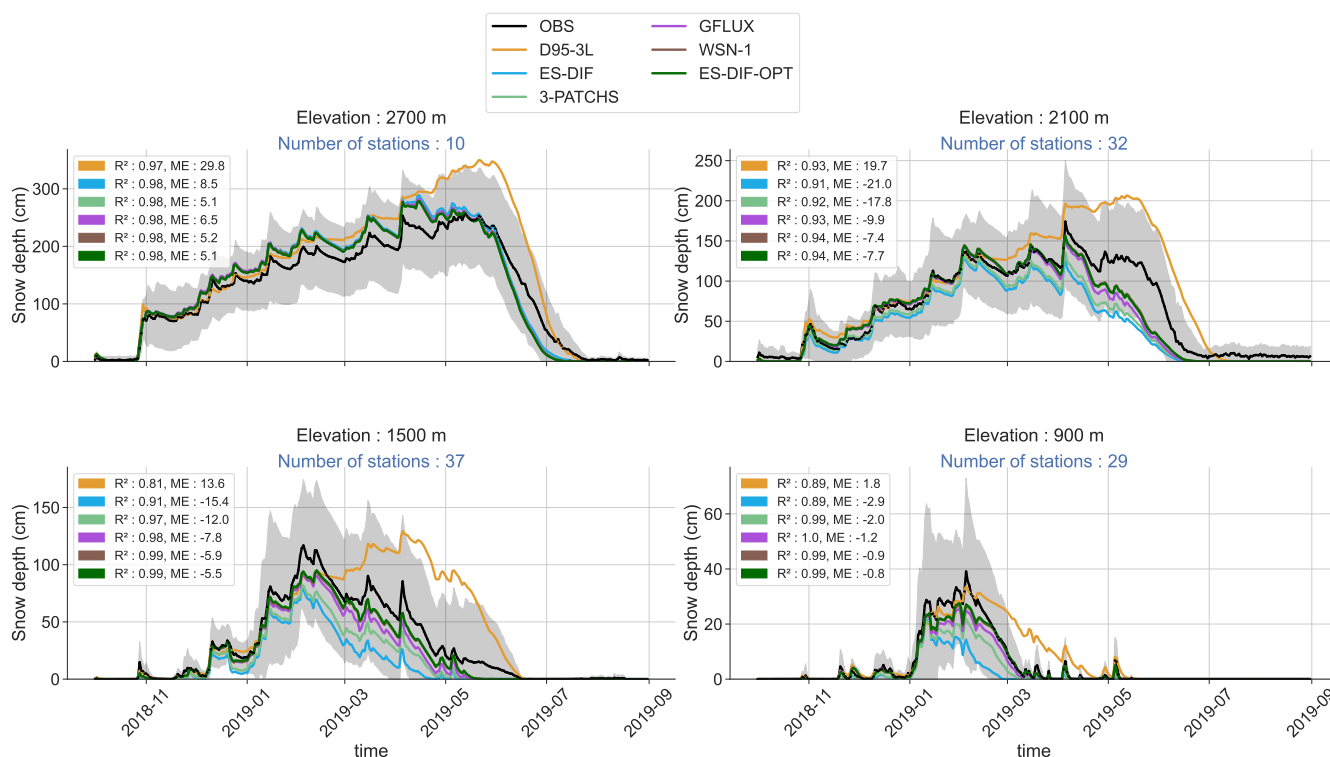 OBS
D95-3L
ES-DIF
3-PATCHS
GFLUX
WSN-1
ES-DIF-OPT
Elevation : 2700 m
Number of stations : 10
R² : 0.97, ME : 29.8
R² : 0.98, ME : 8.5
R² : 0.98, ME : 5.1
R² : 0.98, ME : 6.5
R² : 0.98, ME : 5.2
R² : 0.98, ME : 5.1
Snow depth (cm)
300
200
100
0
Elevation : 2100 m
Number of stations : 32
R² : 0.93, ME : 19.7
R² : 0.91, ME : -21.0
R² : 0.92, ME : -17.8
R² : 0.93, ME : -9.9
R² : 0.94, ME : -7.4
R² : 0.94, ME : -7.7
Snow depth (cm)
250
200
150
100
50
0
Elevation : 1500 m
Number of stations : 37
R² : 0.81, ME : 13.6
R² : 0.91, ME : -15.4
R² : 0.97, ME : -12.0
R² : 0.98, ME : -7.8
R² : 0.99, ME : -5.9
R² : 0.99, ME : -5.5
Snow depth (cm)
150
100
50
0
2018-11
2019-01
2019-03
2019-05
2019-07
2019-09
time
Elevation : 900 m
Number of stations : 29
R² : 0.89, ME : 1.8
R² : 0.89, ME : -2.9
R² : 0.99, ME : -2.0
R² : 1.0, ME : -1.2
R² : 0.99, ME : -0.9
R² : 0.99, ME : -0.8
Snow depth (cm)
60
40
20
0
2018-11
2019-01
2019-03
2019-05
2019-07
2019-09
time